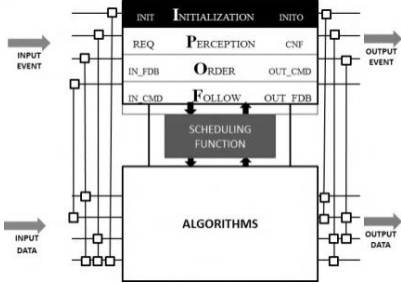 INIT INITIALIZATION INITO
REQ PERCEPTION CNF
IN_FDB ORDER OUT_CMD
IN_CMD FOLLOW OUT_FDB
INPUT
EVENT
OUTPUT
EVENT
SCHEDULING
FUNCTION
ALGORITHMS
INPUT
DATA
OUTPUT
DATA